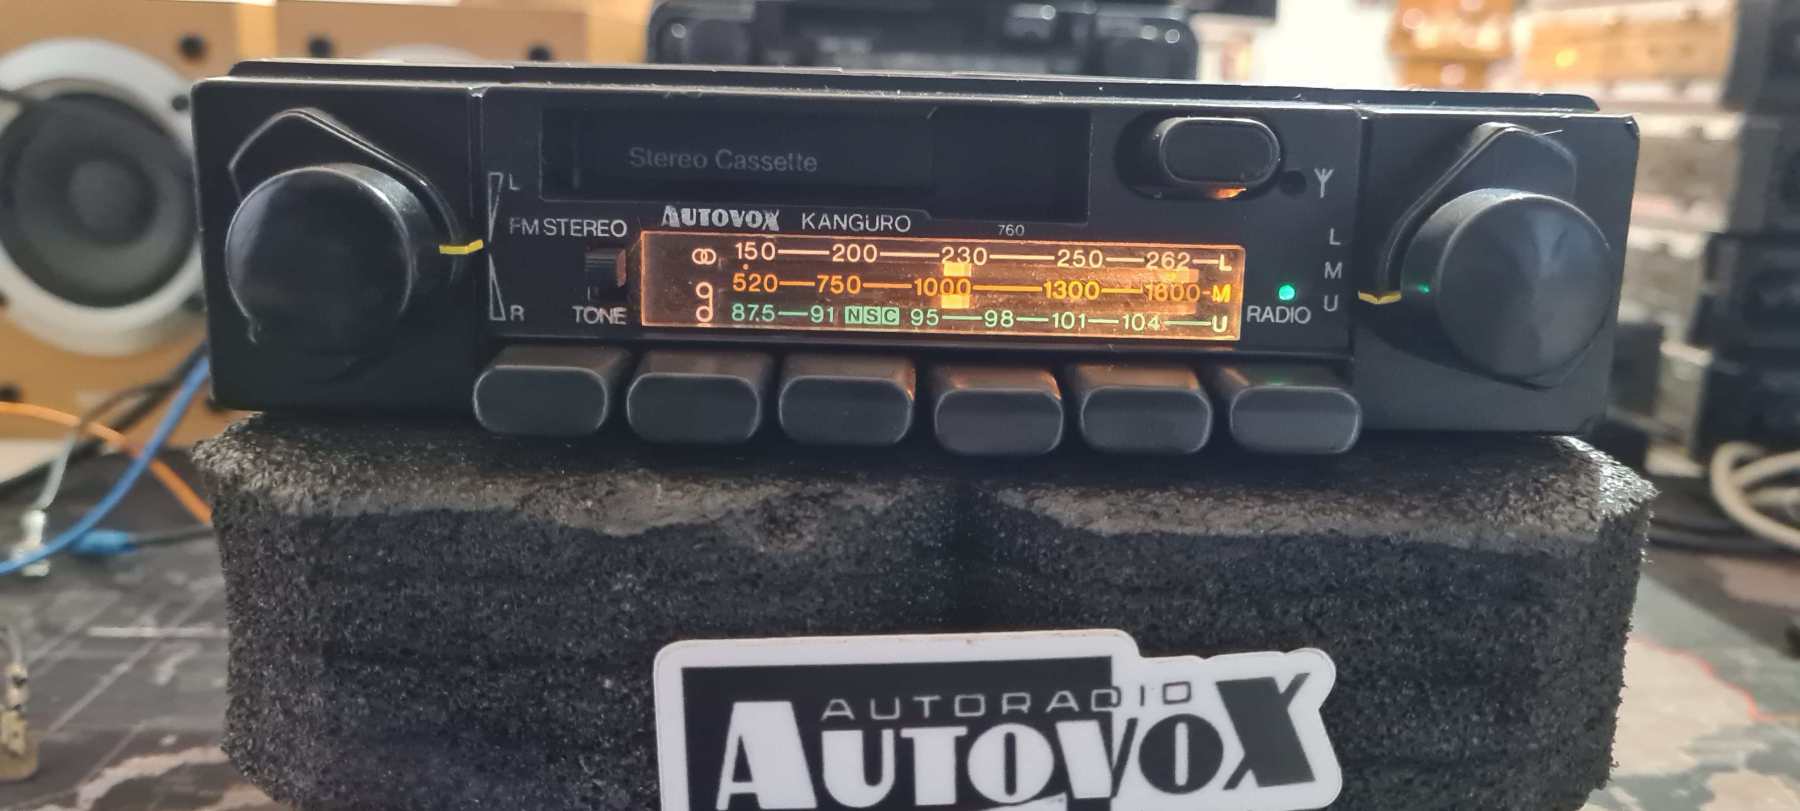 Stereo Cassette
L
FM STEREO
AUTOVOX KANGURO 760
150 200 230 250 262 L
520 750 1000 1300 1600 M
87.5 91 NSC 95 98 101 104 U
R
TONE
RADIO
L
M
U
AUTORADIO
AUTOVOX